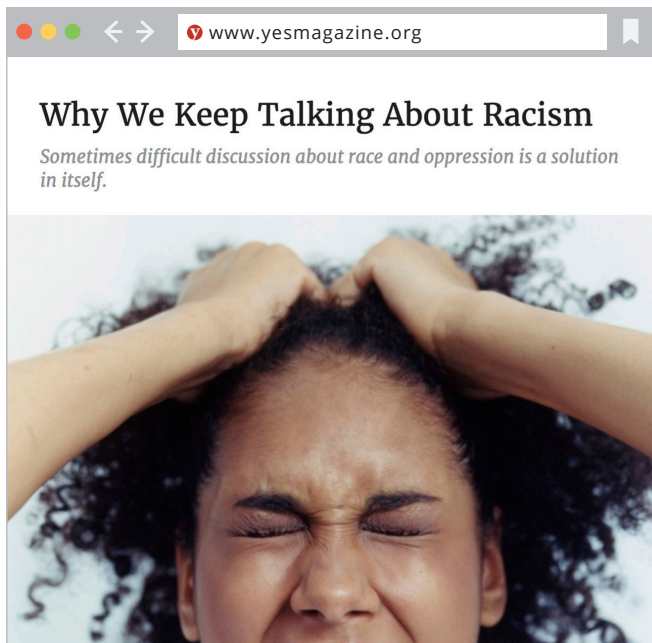 www.yesmagazine.org
Why We Keep Talking About Racism
Sometimes difficult discussion about race and oppression is a solution
in itself.